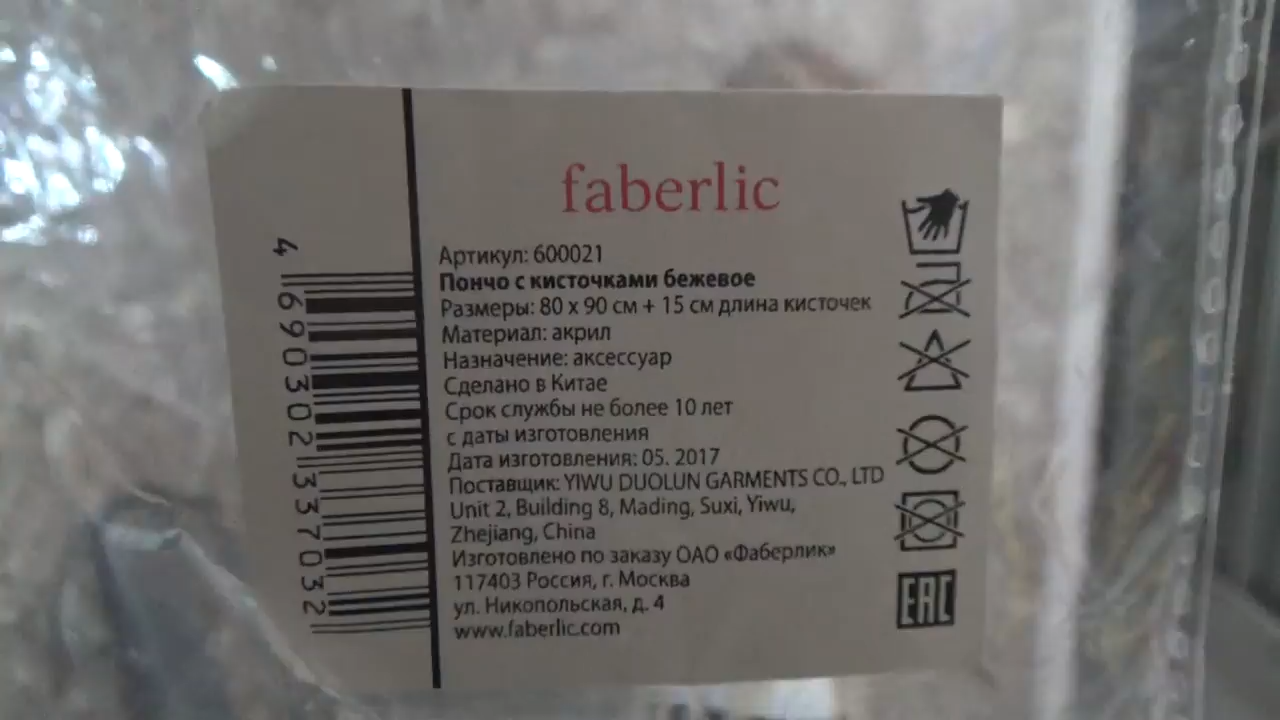 faberlic
Артикул: 600021
Пончо с кисточками бежевое
Размеры: 80 х 90 см + 15 см длина кисточек
Материал: акрил
Назначение: аксессуар
Сделано в Китае
Срок службы не более 10 лет
с даты изготовления
Дата изготовления: 05. 2017
Поставщик: YIWU DUOLUN GARMENTS CO., LTD
Unit 2, Building 8, Mading, Suxi, Yiwu,
Zhejiang, China
Изготовлено по заказу ОАО «Фаберлик»
117403 Россия, г. Москва
ул. Никопольская, д. 4
www.faberlic.com
4 690302 337032
EAC